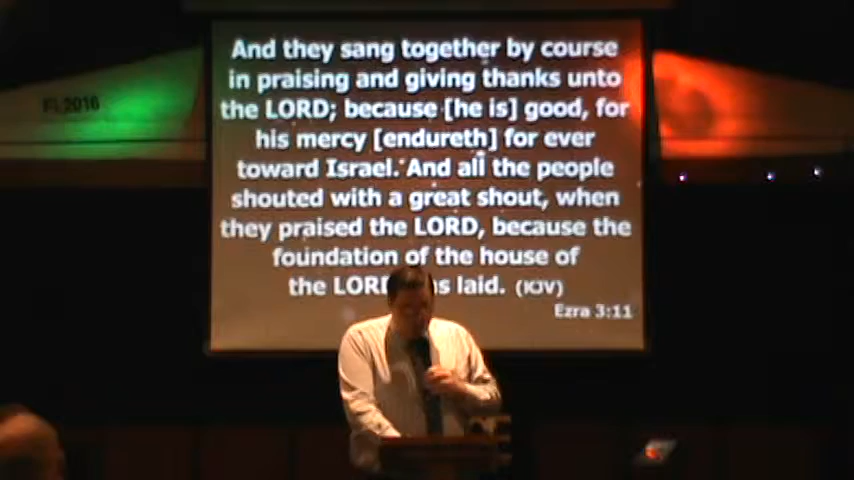 And they sang together by course
in praising and giving thanks unto
the LORD; because [he is] good, for
his mercy [endureth] for ever
toward Israel. And all the people
shouted with a great shout, when
they praised the LORD, because the
foundation of the house of
the LORD laid. (KJV)
Ezra 3:11
2016